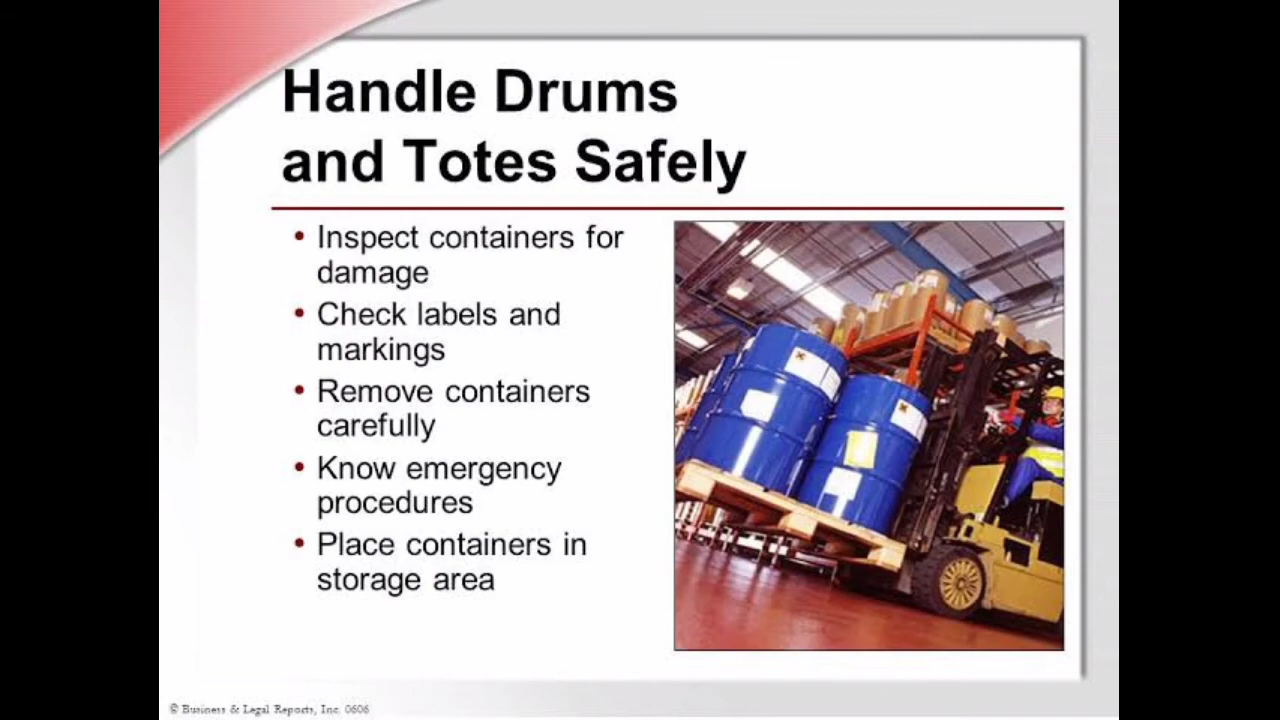 Handle Drums
and Totes Safely
• Inspect containers for
damage
• Check labels and
markings
• Remove containers
carefully
• Know emergency
procedures
• Place containers in
storage area
© Business & Legal Reports, Inc. 0606